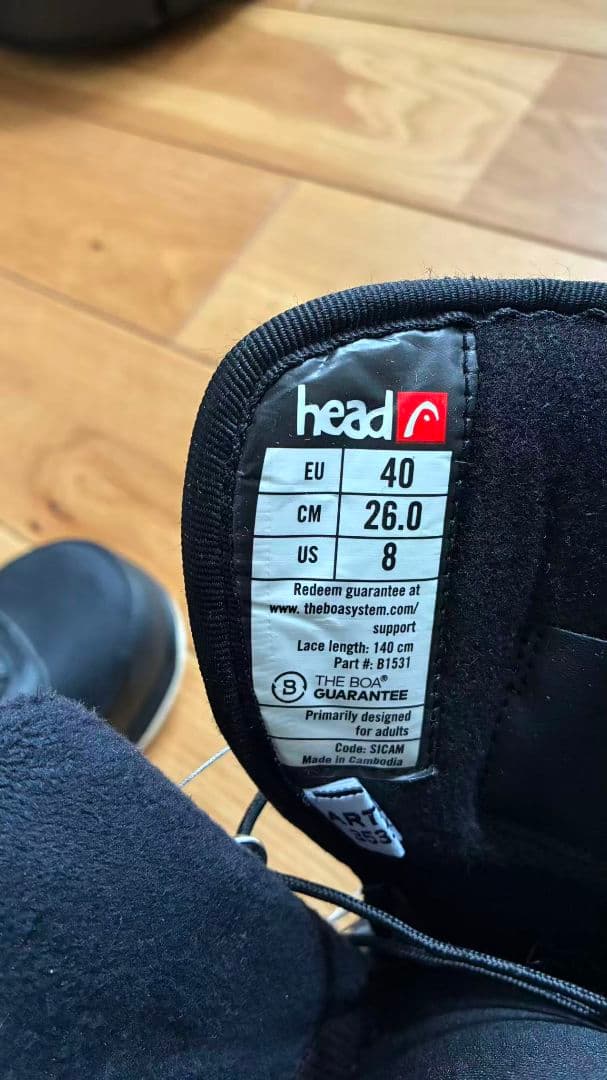 head
EU 40
CM 26.0
US 8
Redeem guarantee at
www. theboasystem.com/
support
Lace length: 140 cm
Part #: B1531
B THE BOA®
GUARANTEE
Primarily designed
for adults
Code: SICAM
Made in Cambodia
ART